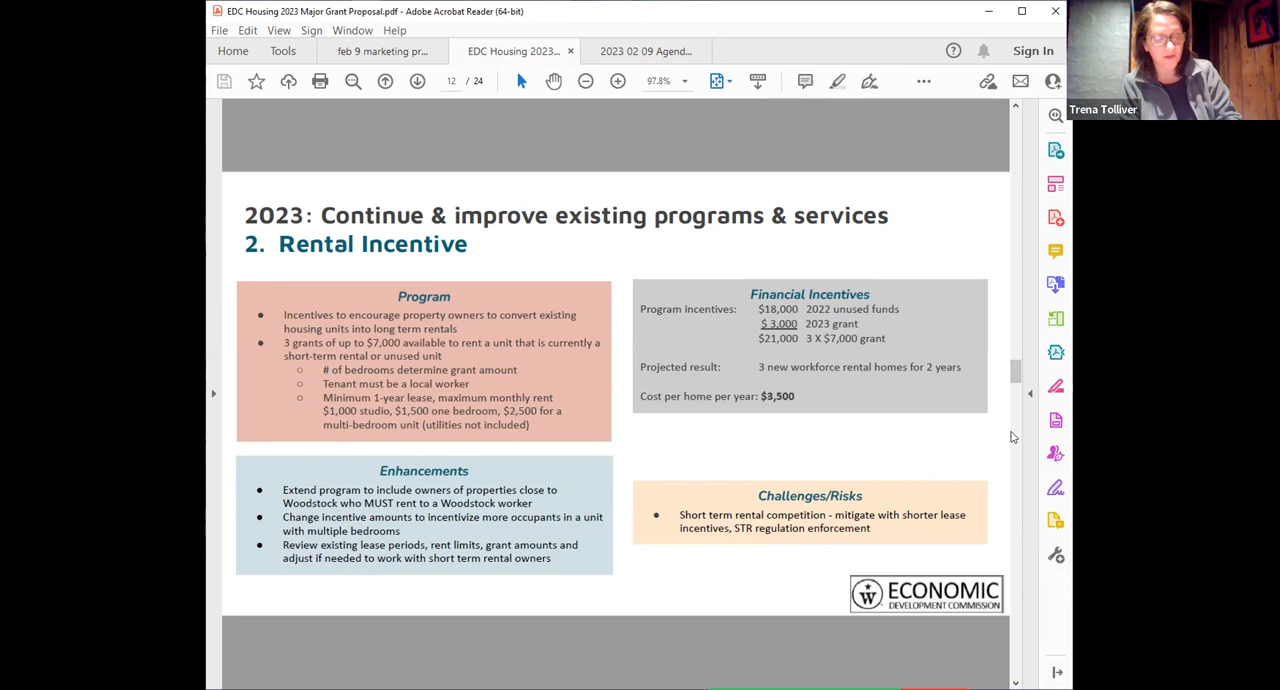 EDC Housing 2023 Major Grant Proposal.pdf - Adobe Acrobat Reader (64-bit)
File Edit View Sign Window Help
Home Tools feb 9 marketing pr... EDC Housing 2023... × 2023 02 09 Agend... Sign In
12 / 24 97.8%
Trena Tolliver
2023: Continue & improve existing programs & services
2. Rental Incentive
Program
● Incentives to encourage property owners to convert existing
housing units into long term rentals
● 3 grants of up to $7,000 available to rent a unit that is currently a
short-term rental or unused unit
○ # of bedrooms determine grant amount
○ Tenant must be a local worker
○ Minimum 1-year lease, maximum monthly rent
$1,000 studio, $1,500 one bedroom, $2,500 for a
multi-bedroom unit (utilities not included)
Financial Incentives
Program incentives: $18,000 2022 unused funds
$ 3,000 2023 grant
$21,000 3 X $7,000 grant
Projected result: 3 new workforce rental homes for 2 years
Cost per home per year: $3,500
Enhancements
● Extend program to include owners of properties close to
Woodstock who MUST rent to a Woodstock worker
● Change incentive amounts to incentivize more occupants in a unit
with multiple bedrooms
● Review existing lease periods, rent limits, grant amounts and
adjust if needed to work with short term rental owners
Challenges/Risks
● Short term rental competition - mitigate with shorter lease
incentives, STR regulation enforcement
W ECONOMIC
DEVELOPMENT COMMISSION